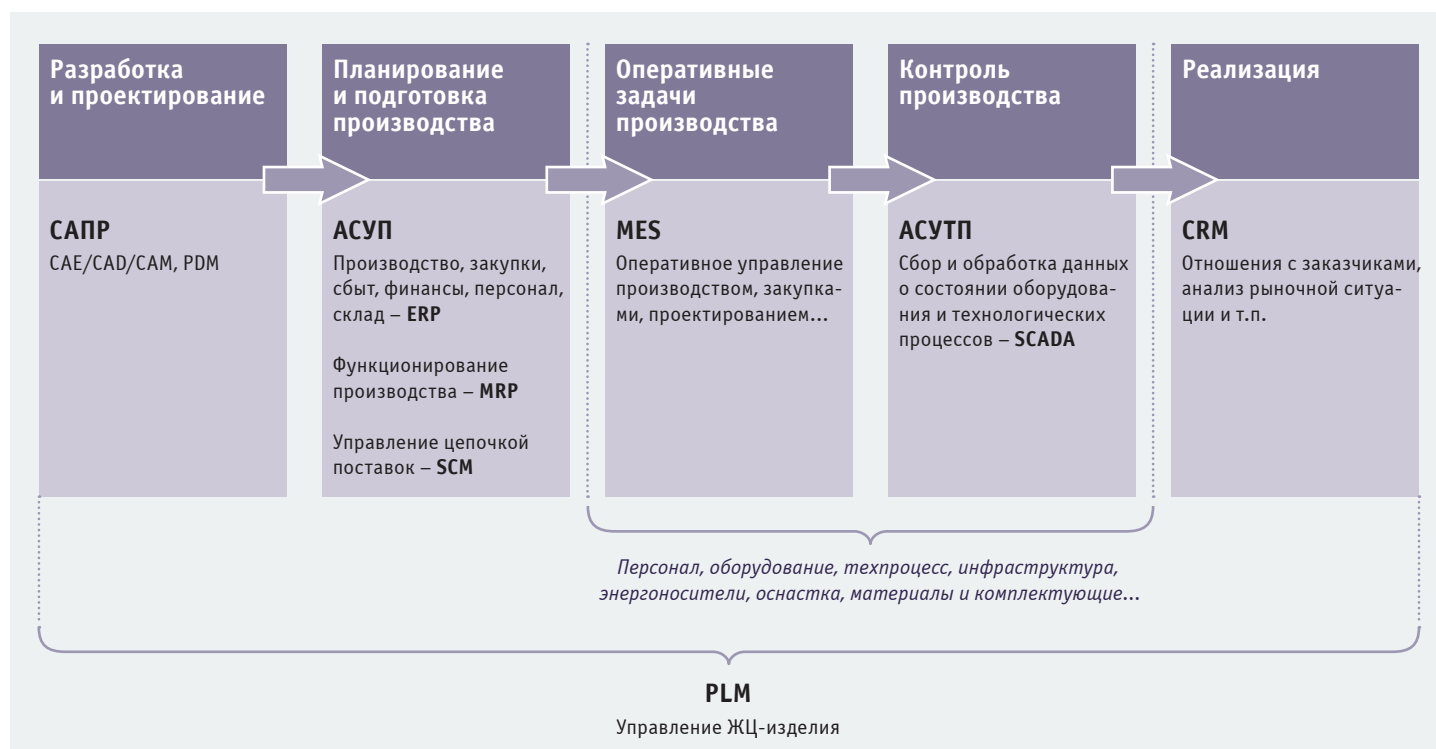 Разработка
и проектирование
Планирование
и подготовка
производства
Оперативные
задачи
производства
Контроль
производства
Реализация
САПР
CAE/CAD/CAM, PDM
АСУП
Производство, закупки,
сбыт, финансы, персонал,
склад – ERP
Функционирование
производства – MRP
Управление цепочкой
поставок – SCM
MES
Оперативное управление
производством, закупка-
ми, проектированием...
АСУТП
Сбор и обработка данных
о состоянии оборудова-
ния и технологических
процессов – SCADA
CRM
Отношения с заказчиками,
анализ рыночной ситуа-
ции и т.п.
Персонал, оборудование, техпроцесс, инфраструктура,
энергоносители, оснастка, материалы и комплектующие...
PLM
Управление ЖЦ-изделия